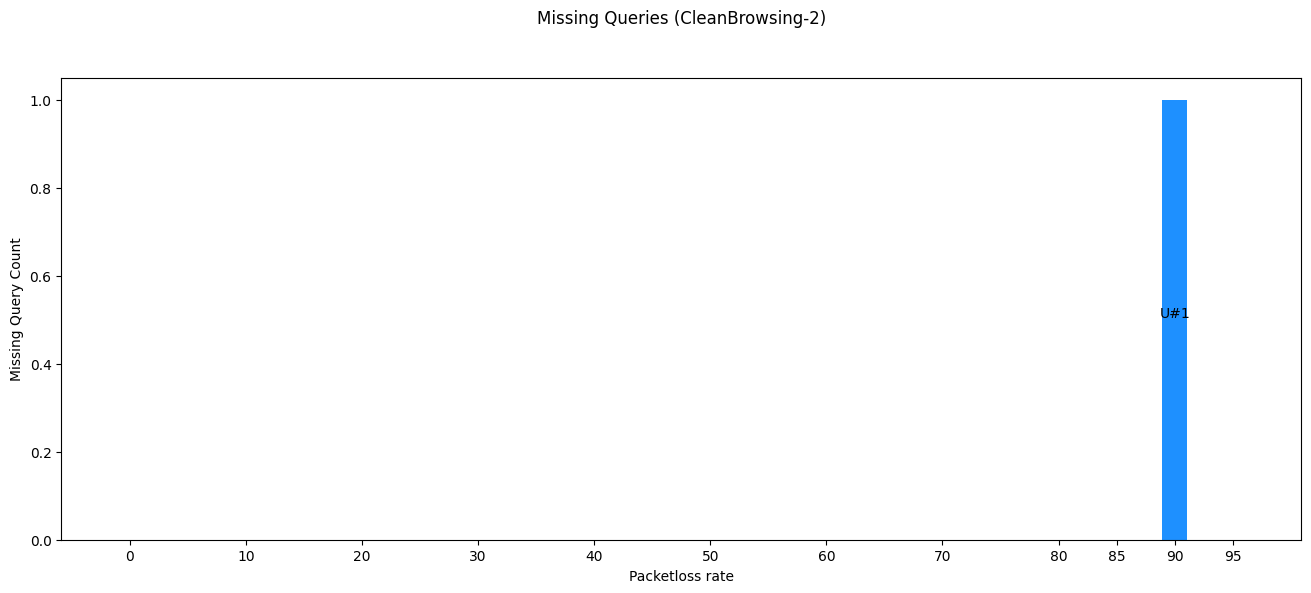 Missing Queries (CleanBrowsing-2)
Missing Query Count
1.0
0.8
0.6
0.4
0.2
0.0
U#1
0 10 20 30 40 50 60 70 80 85 90 95
Packetloss rate